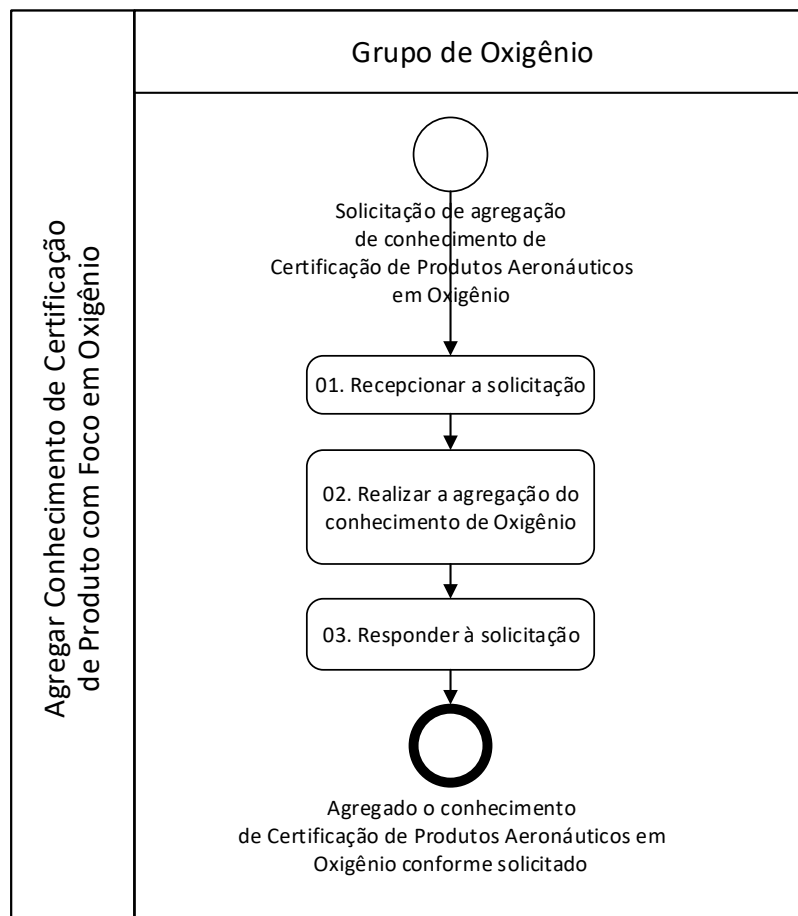 Agregar Conhecimento de Certificação
de Produto com Foco em Oxigênio
Grupo de Oxigênio
Solicitação de agregação
de conhecimento de
Certificação de Produtos Aeronáuticos
em Oxigênio
01. Recepcionar a solicitação
02. Realizar a agregação do
conhecimento de Oxigênio
03. Responder à solicitação
Agregado o conhecimento
de Certificação de Produtos Aeronáuticos em
Oxigênio conforme solicitado